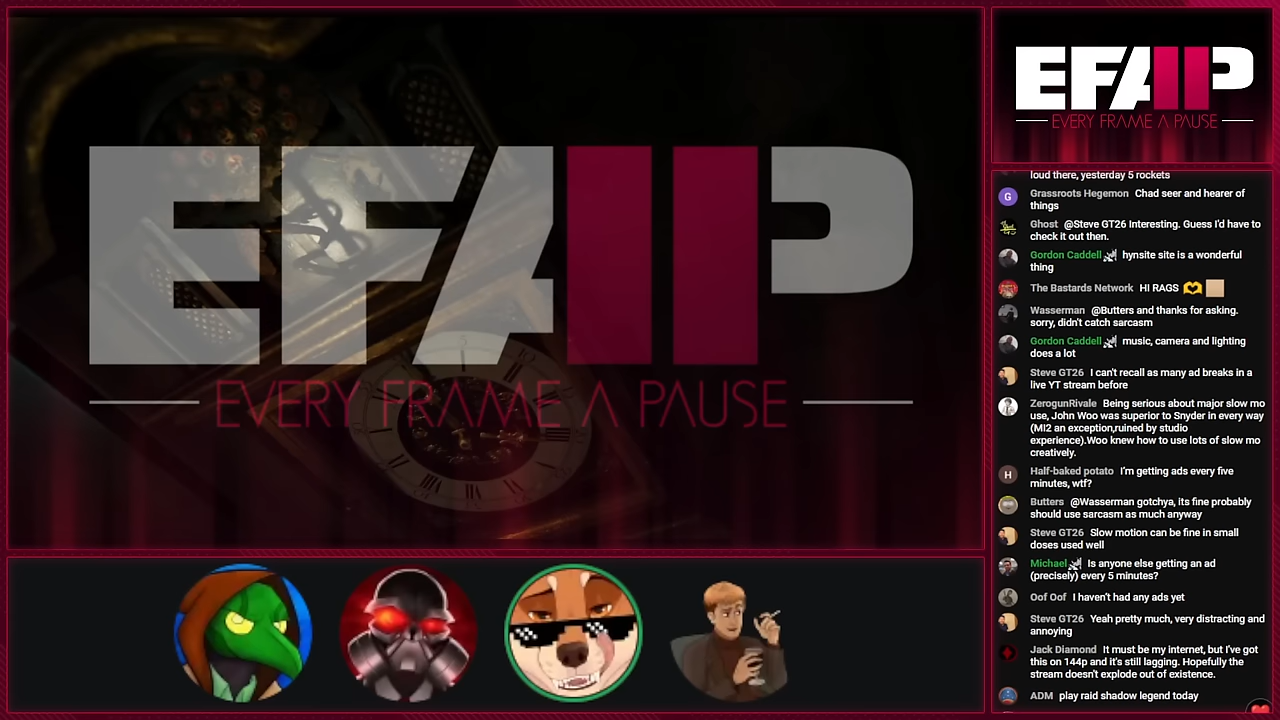 EFAP
EVERY FRAME A PAUSE
EFAP
EVERY FRAME A PAUSE
loud there, yesterday 5 rockets
G
Grassroots Hegemon Chad seer and hearer of
things
Ghost @Steve GT26 Interesting. Guess I'd have to
check it out then.
Gordon Caddell hynsite site is a wonderful
thing
The Bastards Network HI RAGS
Wasserman @Butters and thanks for asking.
sorry, didn't catch sarcasm
Gordon Caddell music, camera and lighting
does a lot
Steve GT26 I can't recall as many ad breaks in a
live YT stream before
ZerogunRivale Being serious about major slow mo
use, John Woo was superior to Snyder in every way
(MI2 an exception,ruined by studio
experience).Woo knew how to use lots of slow mo
creatively.
H
Half-baked potato I'm getting ads every five
minutes, wtf?
Butters @Wasserman gotchya, its fine probably
should use sarcasm as much anyway
Steve GT26 Slow motion can be fine in small
doses used well
Michael Is anyone else getting an ad
(precisely) every 5 minutes?
Oof Oof I haven't had any ads yet
Steve GT26 Yeah pretty much, very distracting and
annoying
Jack Diamond It must be my internet, but I've got
this on 144p and it's still lagging. Hopefully the
stream doesn't explode out of existence.
ADM play raid shadow legend today